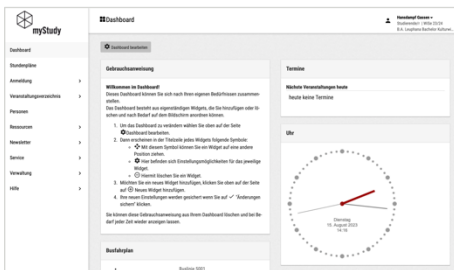 myStudy
Dashboard
Stundenpläne
Anmeldung
Veranstaltungsverzeichnis
Personen
Ressourcen
Newsletter
Service
Verwaltung
Hilfe
Dashboard
Dashboard bearbeiten
Gebrauchsanweisung
Willkommen im Dashboard!
Dieses Dashboard können Sie sich nach Ihren eigenen Bedürfnissen zusammen-
stellen.
Das Dashboard besteht aus eigenständigen Widgets, die Sie hinzufügen oder lö-
schen und nach Bedarf auf dem Bildschirm anordnen können.
1. Um das Dashboard zu verändern wählen Sie oben auf der Seite
Dashboard bearbeiten.
2. Dann erscheinen in der Titelzeile jedes Widgets folgende Symbole:
Mit diesem Symbol können Sie ein Widget auf eine andere
Position ziehen.
Hier befinden sich Einstellungsmöglichkeiten für das jeweilige
Widget.
Hiermit löschen Sie ein Widget.
3. Möchten Sie ein neues Widget hinzufügen, klicken Sie oben auf der Seite
auf Neues Widget hinzufügen.
4. Ihre neuen Einstellungen werden gesichert wenn Sie auf "Änderungen
sichern" klicken.
Sie können diese Gebrauchsanweisung aus Ihrem Dashboard löschen und bei Be-
darf jeder Zeit wieder anzeigen lassen.
Busfahrplan
Buslinie 5001
Termine
Nächste Veranstaltungen heute
heute keine Termine
Uhr
Dienstag
15. August 2023
14:16